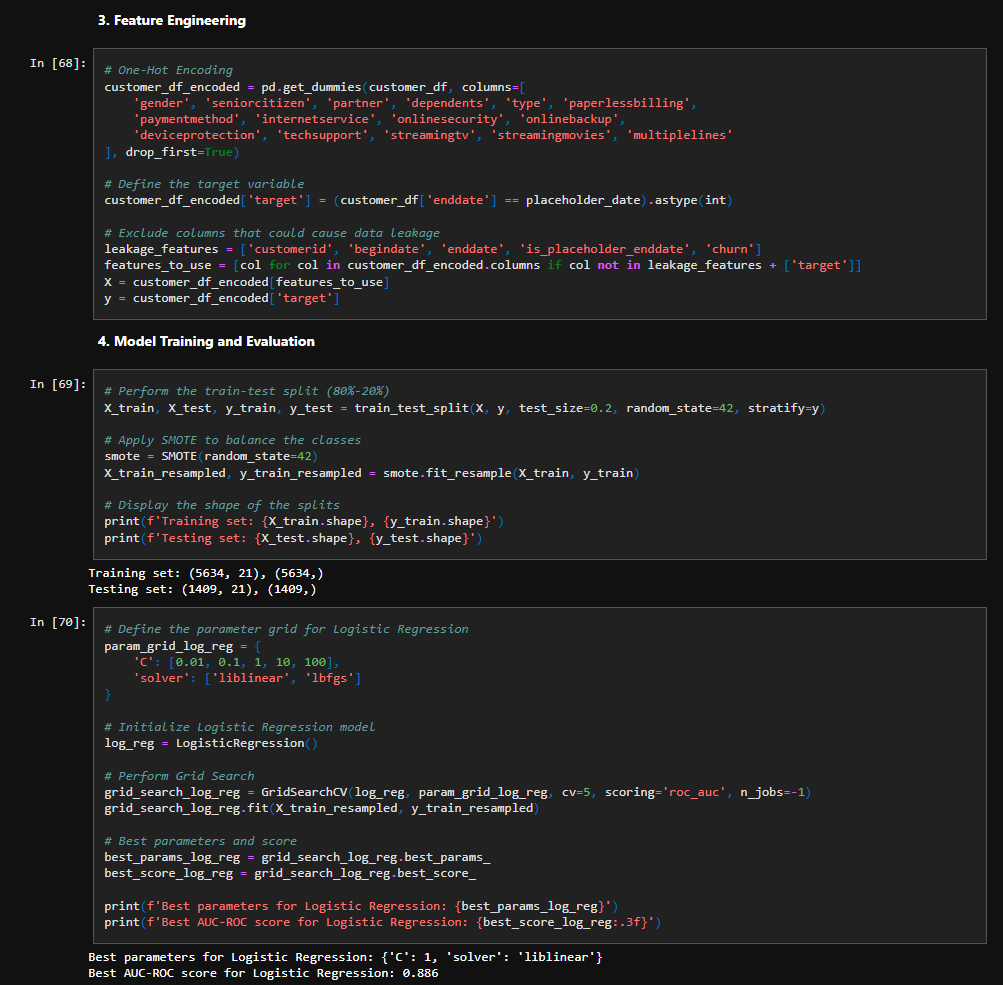 3. Feature Engineering
In [68]:
# One-Hot Encoding
customer_df_encoded = pd.get_dummies(customer_df, columns=[
    'gender', 'seniorcitizen', 'partner', 'dependents', 'type', 'paperlessbilling',
    'paymentmethod', 'internetservice', 'onlinesecurity', 'onlinebackup',
    'deviceprotection', 'techsupport', 'streamingtv', 'streamingmovies', 'multiplelines'
], drop_first=True)

# Define the target variable
customer_df_encoded['target'] = (customer_df['enddate'] == placeholder_date).astype(int)

# Exclude columns that could cause data leakage
leakage_features = ['customerid', 'begindate', 'enddate', 'is_placeholder_enddate', 'churn']
features_to_use = [col for col in customer_df_encoded.columns if col not in leakage_features + ['target']]
X = customer_df_encoded[features_to_use]
y = customer_df_encoded['target']
4. Model Training and Evaluation
In [69]:
# Perform the train-test split (80%-20%)
X_train, X_test, y_train, y_test = train_test_split(X, y, test_size=0.2, random_state=42, stratify=y)

# Apply SMOTE to balance the classes
smote = SMOTE(random_state=42)
X_train_resampled, y_train_resampled = smote.fit_resample(X_train, y_train)

# Display the shape of the splits
print(f'Training set: {X_train.shape}, {y_train.shape}')
print(f'Testing set: {X_test.shape}, {y_test.shape}')
Training set: (5634, 21), (5634,)
Testing set: (1409, 21), (1409,)
In [70]:
# Define the parameter grid for Logistic Regression
param_grid_log_reg = {
    'C': [0.01, 0.1, 1, 10, 100],
    'solver': ['liblinear', 'lbfgs']
}

# Initialize Logistic Regression model
log_reg = LogisticRegression()

# Perform Grid Search
grid_search_log_reg = GridSearchCV(log_reg, param_grid_log_reg, cv=5, scoring='roc_auc', n_jobs=-1)
grid_search_log_reg.fit(X_train_resampled, y_train_resampled)

# Best parameters and score
best_params_log_reg = grid_search_log_reg.best_params_
best_score_log_reg = grid_search_log_reg.best_score_

print(f'Best parameters for Logistic Regression: {best_params_log_reg}')
print(f'Best AUC-ROC score for Logistic Regression: {best_score_log_reg:.3f}')
Best parameters for Logistic Regression: {'C': 1, 'solver': 'liblinear'}
Best AUC-ROC score for Logistic Regression: 0.886